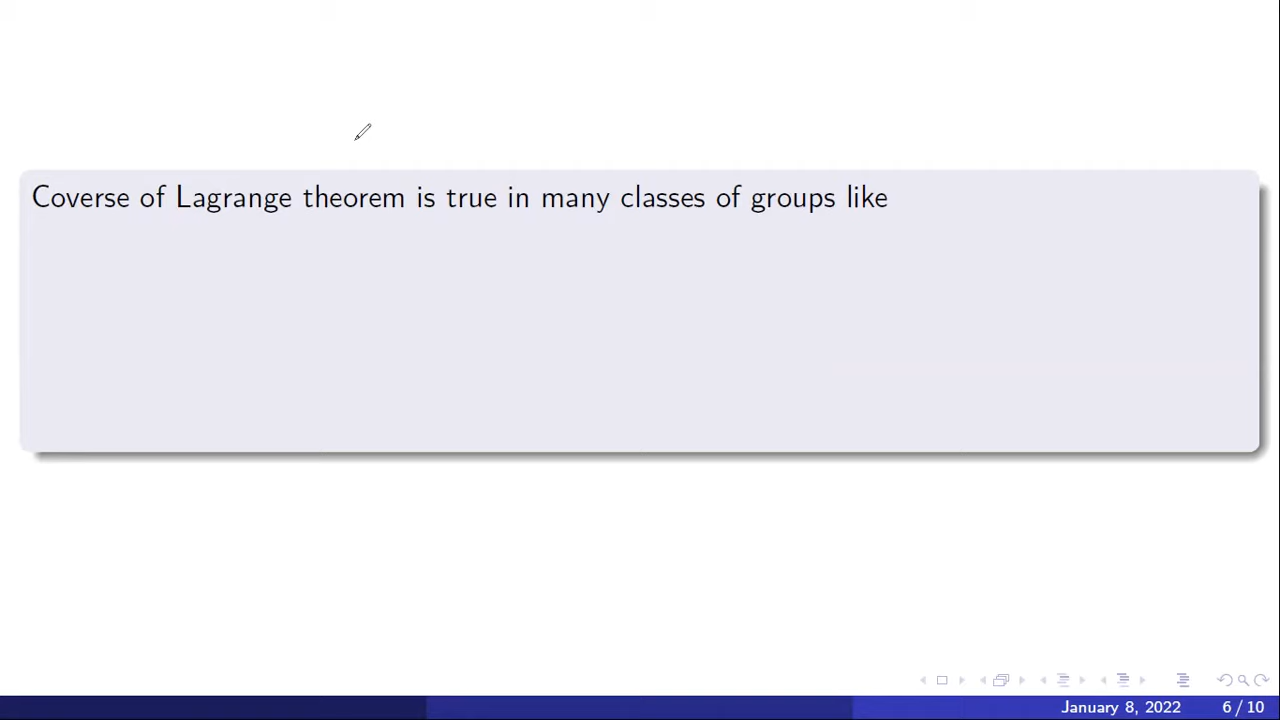 Coverse of Lagrange theorem is true in many classes of groups like
January 8, 2022 6 / 10